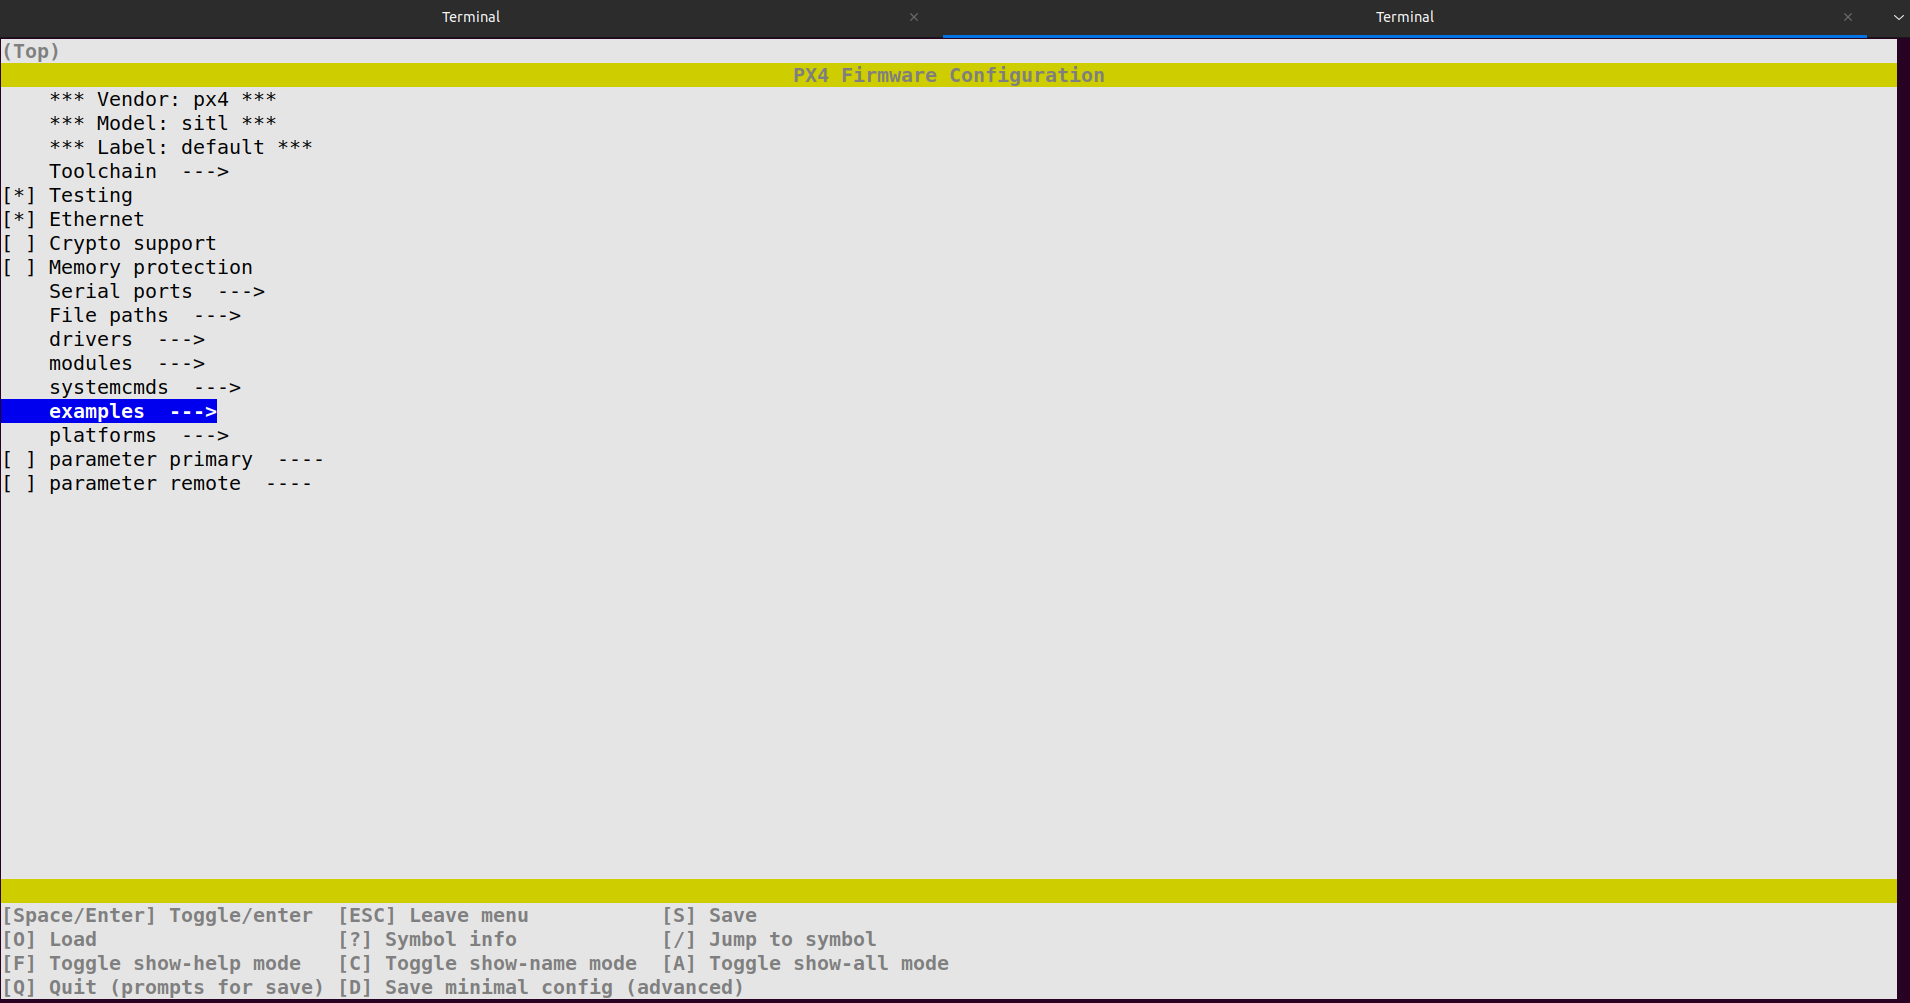 Terminal × Terminal ×
(Top)
PX4 Firmware Configuration
*** Vendor: px4 ***
*** Model: sitl ***
*** Label: default ***
Toolchain  --->
[*] Testing
[*] Ethernet
[ ] Crypto support
[ ] Memory protection
Serial ports  --->
File paths  --->
drivers  --->
modules  --->
systemcmds  --->
examples  --->
platforms  --->
[ ] parameter primary  ----
[ ] parameter remote  ----
[Space/Enter] Toggle/enter  [ESC] Leave menu           [S] Save
[O] Load                    [?] Symbol info            [/] Jump to symbol
[F] Toggle show-help mode   [C] Toggle show-name mode  [A] Toggle show-all mode
[Q] Quit (prompts for save) [D] Save minimal config (advanced)